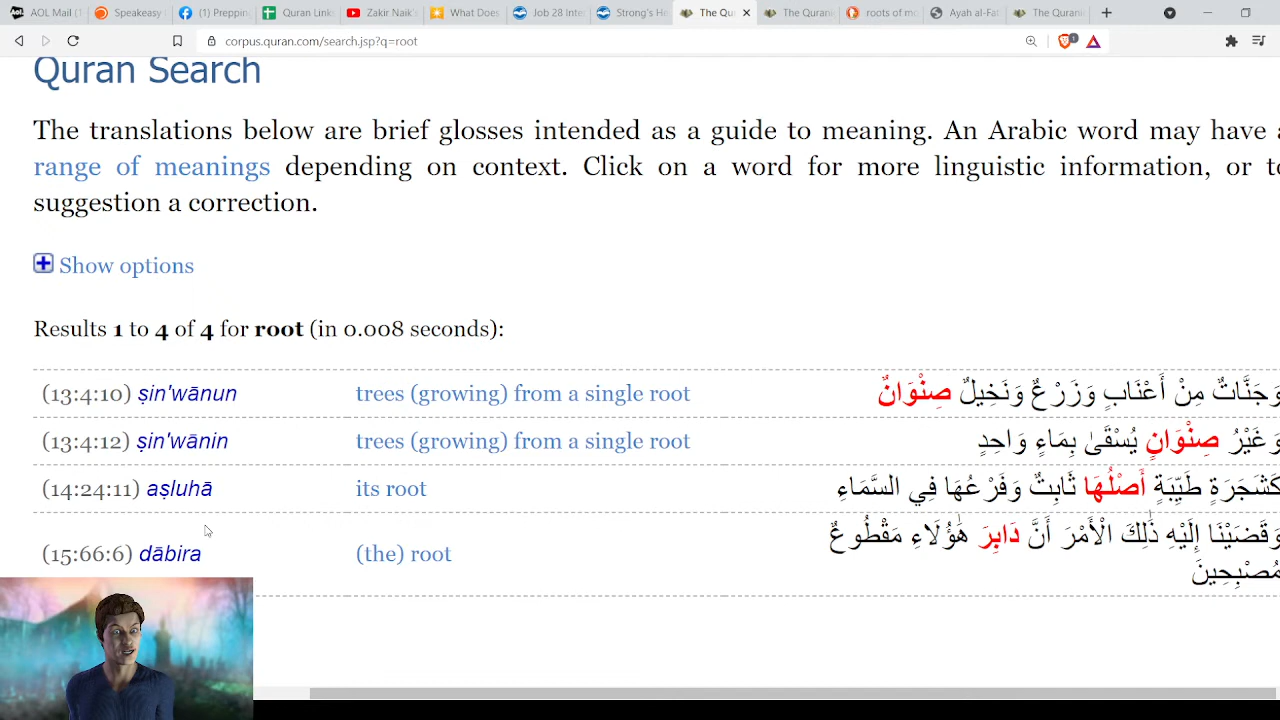 AOL Mail (1
Speakeasy
(1) Prepping
Quran Link
Zakir Naik's
What Does
Job 28 Inte
Strong's He
The Qu
The Quran
roots of mo
Ayah al-Fat
The Quran
corpus.quran.com/search.jsp?q=root
1
Quran Search
The translations below are brief glosses intended as a guide to meaning. An Arabic word may have a
range of meanings depending on context. Click on a word for more linguistic information, or to
suggestion a correction.
Show options
Results 1 to 4 of 4 for root (in 0.008 seconds):
(13:4:10) ṣin'wānun trees (growing) from a single root وَجَنَّاتٌ مِنْ أَعْنَابٍ وَزَرْعٌ وَنَخِيلٌ صِنْوَانٌ
(13:4:12) ṣin'wānin trees (growing) from a single root وَغَيْرُ صِنْوَانٍ يُسْقَىٰ بِمَاءٍ وَاحِدٍ
(14:24:11) aṣluhā its root كَشَجَرَةٍ طَيِّبَةٍ أَصْلُهَا ثَابِتٌ وَفَرْعُهَا فِي السَّمَاءِ
(15:66:6) dābira (the) root وَقَضَيْنَا إِلَيْهِ ذَٰلِكَ الْأَمْرَ أَنَّ دَابِرَ هَٰؤُلَاءِ مَقْطُوعٌ
مُصْبِحِينَ